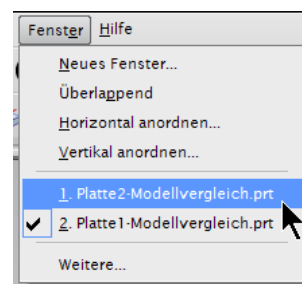 Fenster Hilfe
Neues Fenster...
Überlappend
Horizontal anordnen...
Vertikal anordnen...
1. Platte2-Modellvergleich.prt
2. Platte1-Modellvergleich.prt
Weitere...